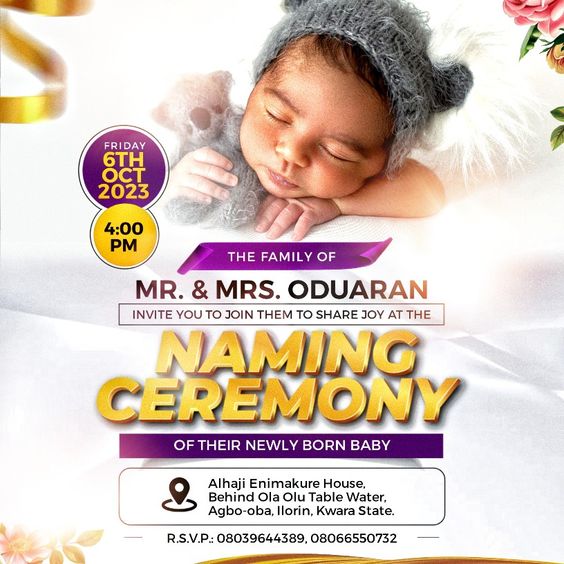 FRIDAY
6TH
OCT
2023
4:00
PM
THE FAMILY OF
MR. & MRS. ODUARAN
INVITE YOU TO JOIN THEM TO SHARE JOY AT THE
NAMING
CEREMONY
OF THEIR NEWLY BORN BABY
Alhaji Enimakure House,
Behind Ola Olu Table Water,
Agbo-oba, Ilorin, Kwara State.
R.S.V.P.: 08039644389, 08066550732